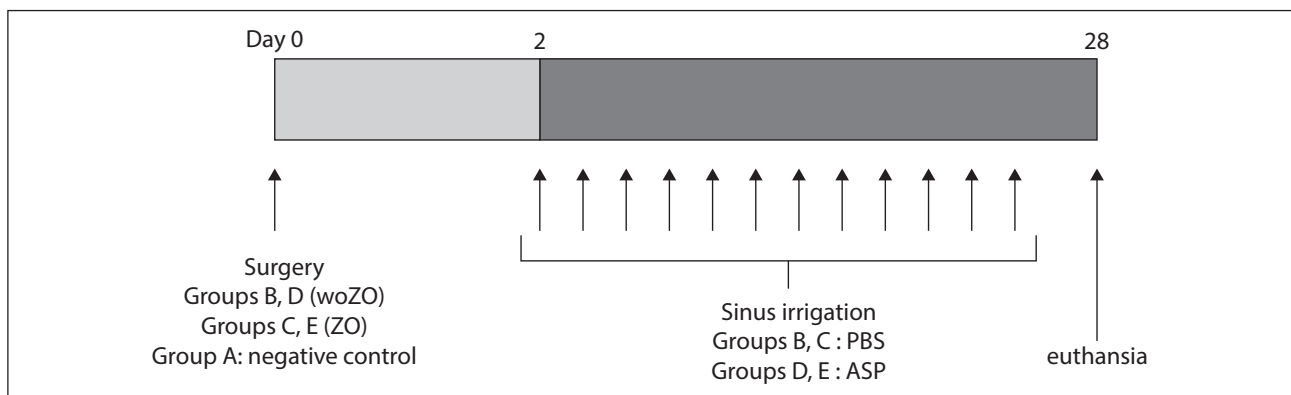 Day 0
2
28
Surgery
Groups B, D (woZO)
Groups C, E (ZO)
Group A: negative control
Sinus irrigation
Groups B, C : PBS
Groups D, E : ASP
euthansia